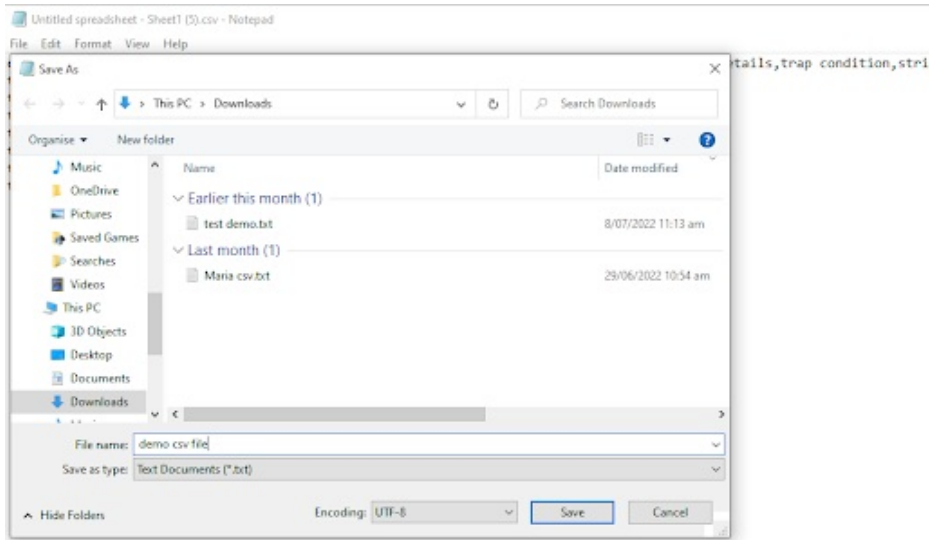 Untitled spreadsheet - Sheet1 (5).csv - Notepad
File Edit Format View Help
tails,trap condition,stri
Save As
This PC > Downloads
Search Downloads
Organise
New folder
Music
OneDrive
Pictures
Saved Games
Searches
Videos
This PC
3D Objects
Desktop
Documents
Downloads
Name
Date modified
Earlier this month (1)
test demo.txt
8/07/2022 11:13 am
Last month (1)
Maria csv.txt
29/06/2022 10:54 am
File name: demo csv file
Save as type: Text Documents (*.txt)
Hide Folders
Encoding: UTF-8
Save
Cancel